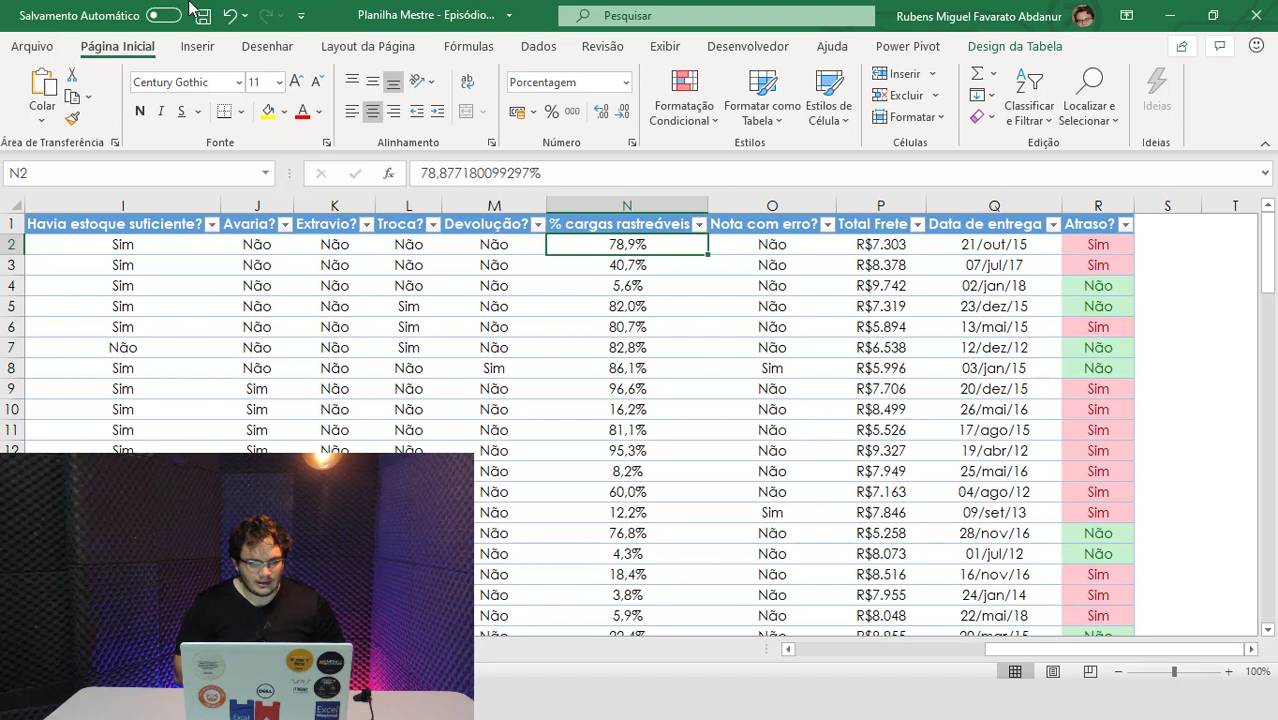 Salvamento Automático Planilha Mestre - Episódio... Pesquisar Rubens Miguel Favarato Abdanur
Arquivo Página Inicial Inserir Desenhar Layout da Página Fórmulas Dados Revisão Exibir Desenvolvedor Ajuda Power Pivot Design da Tabela
Colar
Century Gothic 11
N I S
Porcentagem
% 000
Formatação Condicional
Formatar como Tabela
Estilos de Célula
Inserir
Excluir
Formatar
Classificar e Filtrar
Localizar e Selecionar
Ideias
Área de Transferência Fonte Alinhamento Número Estilos Células Edição Ideias
N2 fx 78,877180099297%
I J K L M N O P Q R S T
1 Havia estoque suficiente? Avaria? Extravio? Troca? Devolução? % cargas rastreáveis Nota com erro? Total Frete Data de entrega Atraso?
2 Sim Não Não Não Não 78,9% Não R$7.303 21/out/15 Sim
3 Sim Não Não Não Não 40,7% Não R$8.378 07/jul/17 Sim
4 Sim Não Não Não Não 5,6% Não R$9.742 02/jan/18 Não
5 Sim Não Não Sim Não 82,0% Não R$7.319 23/dez/15 Não
6 Sim Não Não Sim Não 80,7% Não R$5.894 13/mai/15 Sim
7 Não Não Não Sim Não 82,8% Não R$6.538 12/dez/12 Não
8 Sim Não Não Não Sim 86,1% Sim R$5.996 03/jan/15 Não
9 Sim Sim Não Não Não 96,6% Não R$7.706 20/dez/15 Sim
10 Sim Sim Não Não Não 16,2% Não R$8.499 26/mai/16 Sim
11 Sim Sim Não Não Não 81,1% Não R$5.526 17/ago/15 Sim
12 Sim Sim Não Não Não 95,3% Não R$9.327 19/abr/12 Sim
Não 8,2% Não R$7.949 25/mai/16 Sim
Não 60,0% Não R$7.163 04/ago/12 Sim
Não 12,2% Sim R$7.846 09/set/13 Sim
Não 76,8% Não R$5.258 28/nov/16 Não
Não 4,3% Não R$8.073 01/jul/12 Não
Não 18,4% Não R$8.516 16/nov/16 Sim
Não 3,8% Não R$7.955 24/jan/14 Sim
Não 5,9% Não R$8.048 22/mai/18 Sim
Não 22,4% Não R$8.955 20/mar/15 Não
DELL
Excel
100%